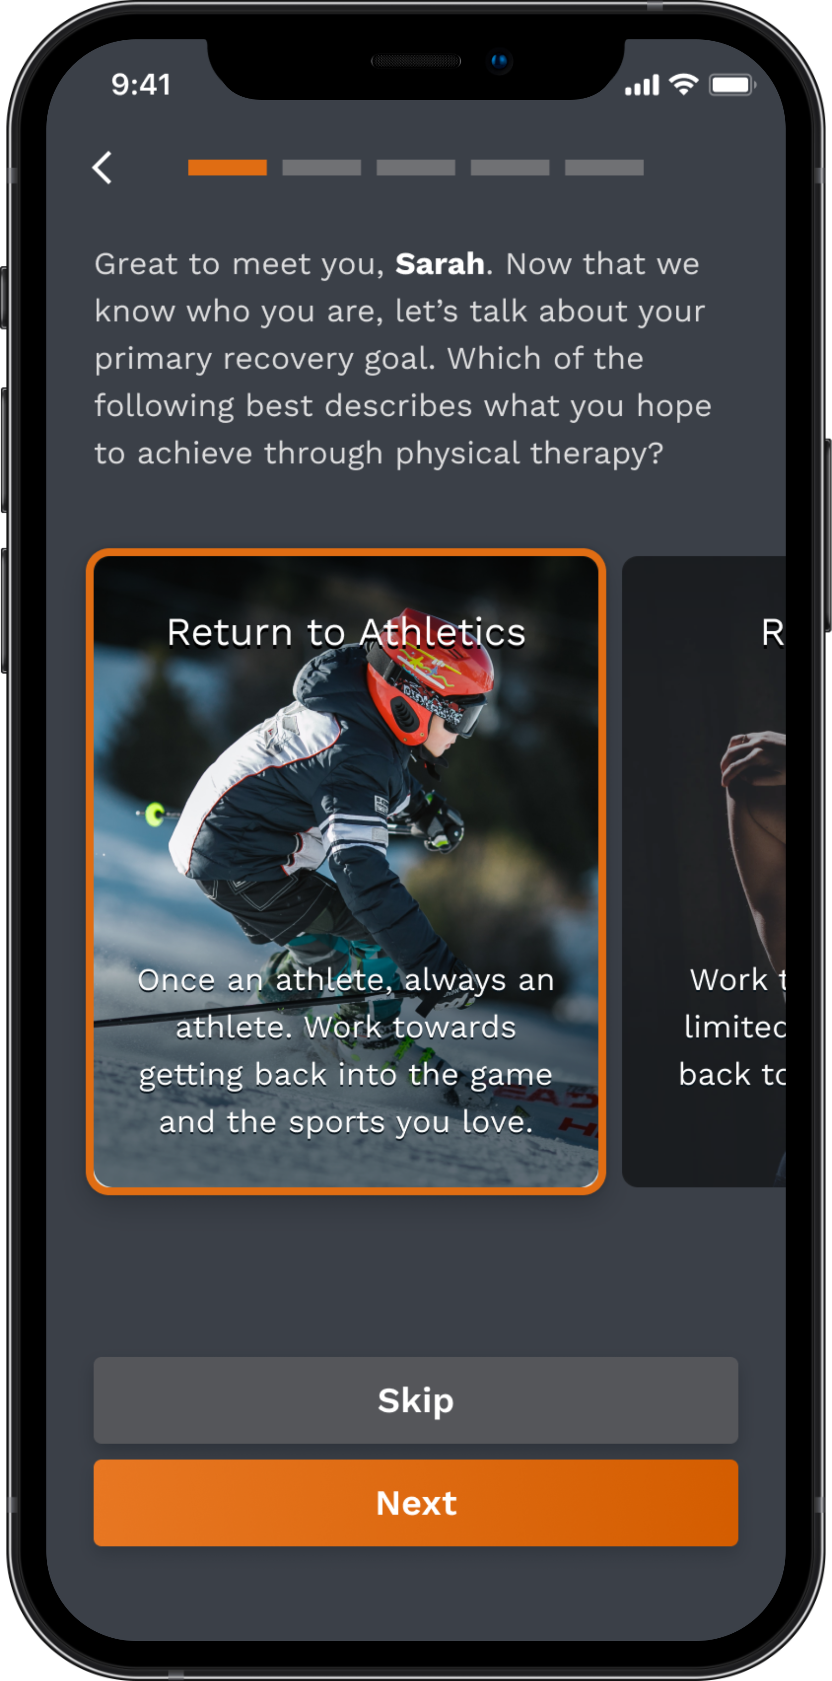 9:41
Great to meet you, Sarah. Now that we
know who you are, let’s talk about your
primary recovery goal. Which of the
following best describes what you hope
to achieve through physical therapy?
Return to Athletics
R
Once an athlete, always an
athlete. Work towards
getting back into the game
and the sports you love.
Work t
limited
back to
Skip
Next